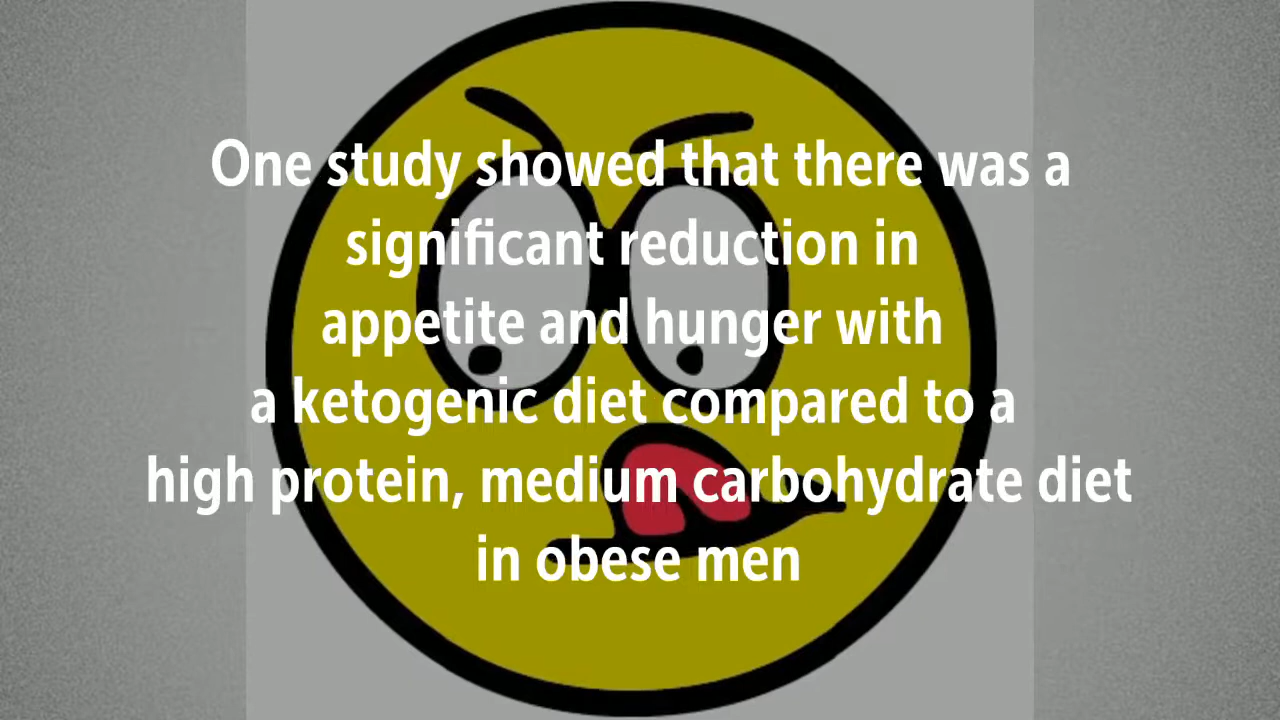 One study showed that there was a
significant reduction in
appetite and hunger with
a ketogenic diet compared to a
high protein, medium carbohydrate diet
in obese men